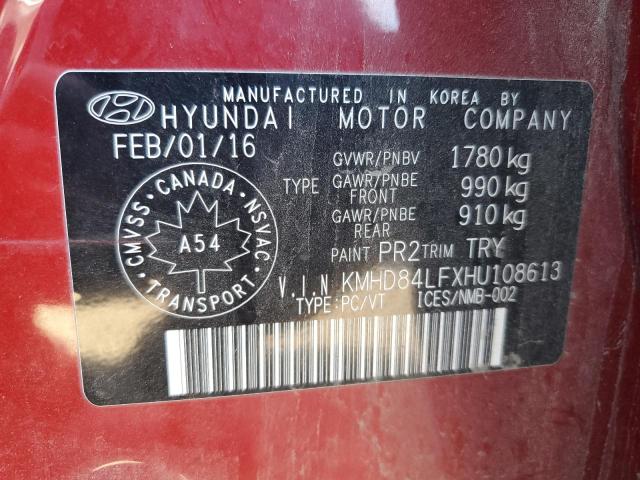 MANUFACTURED IN KOREA BY
HYUNDAI MOTOR COMPANY
FEB/01/16
GVWR/PNBV 1780 kg
TYPE GAWR/PNBE FRONT 990 kg
GAWR/PNBE REAR 910 kg
PAINT PR2 TRIM TRY
CMVSS · CANADA · NSVAC
A54
TRANSPORT
V.I.N KMHD84LFXHU108613
TYPE:PC/VT ICES/NMB-002